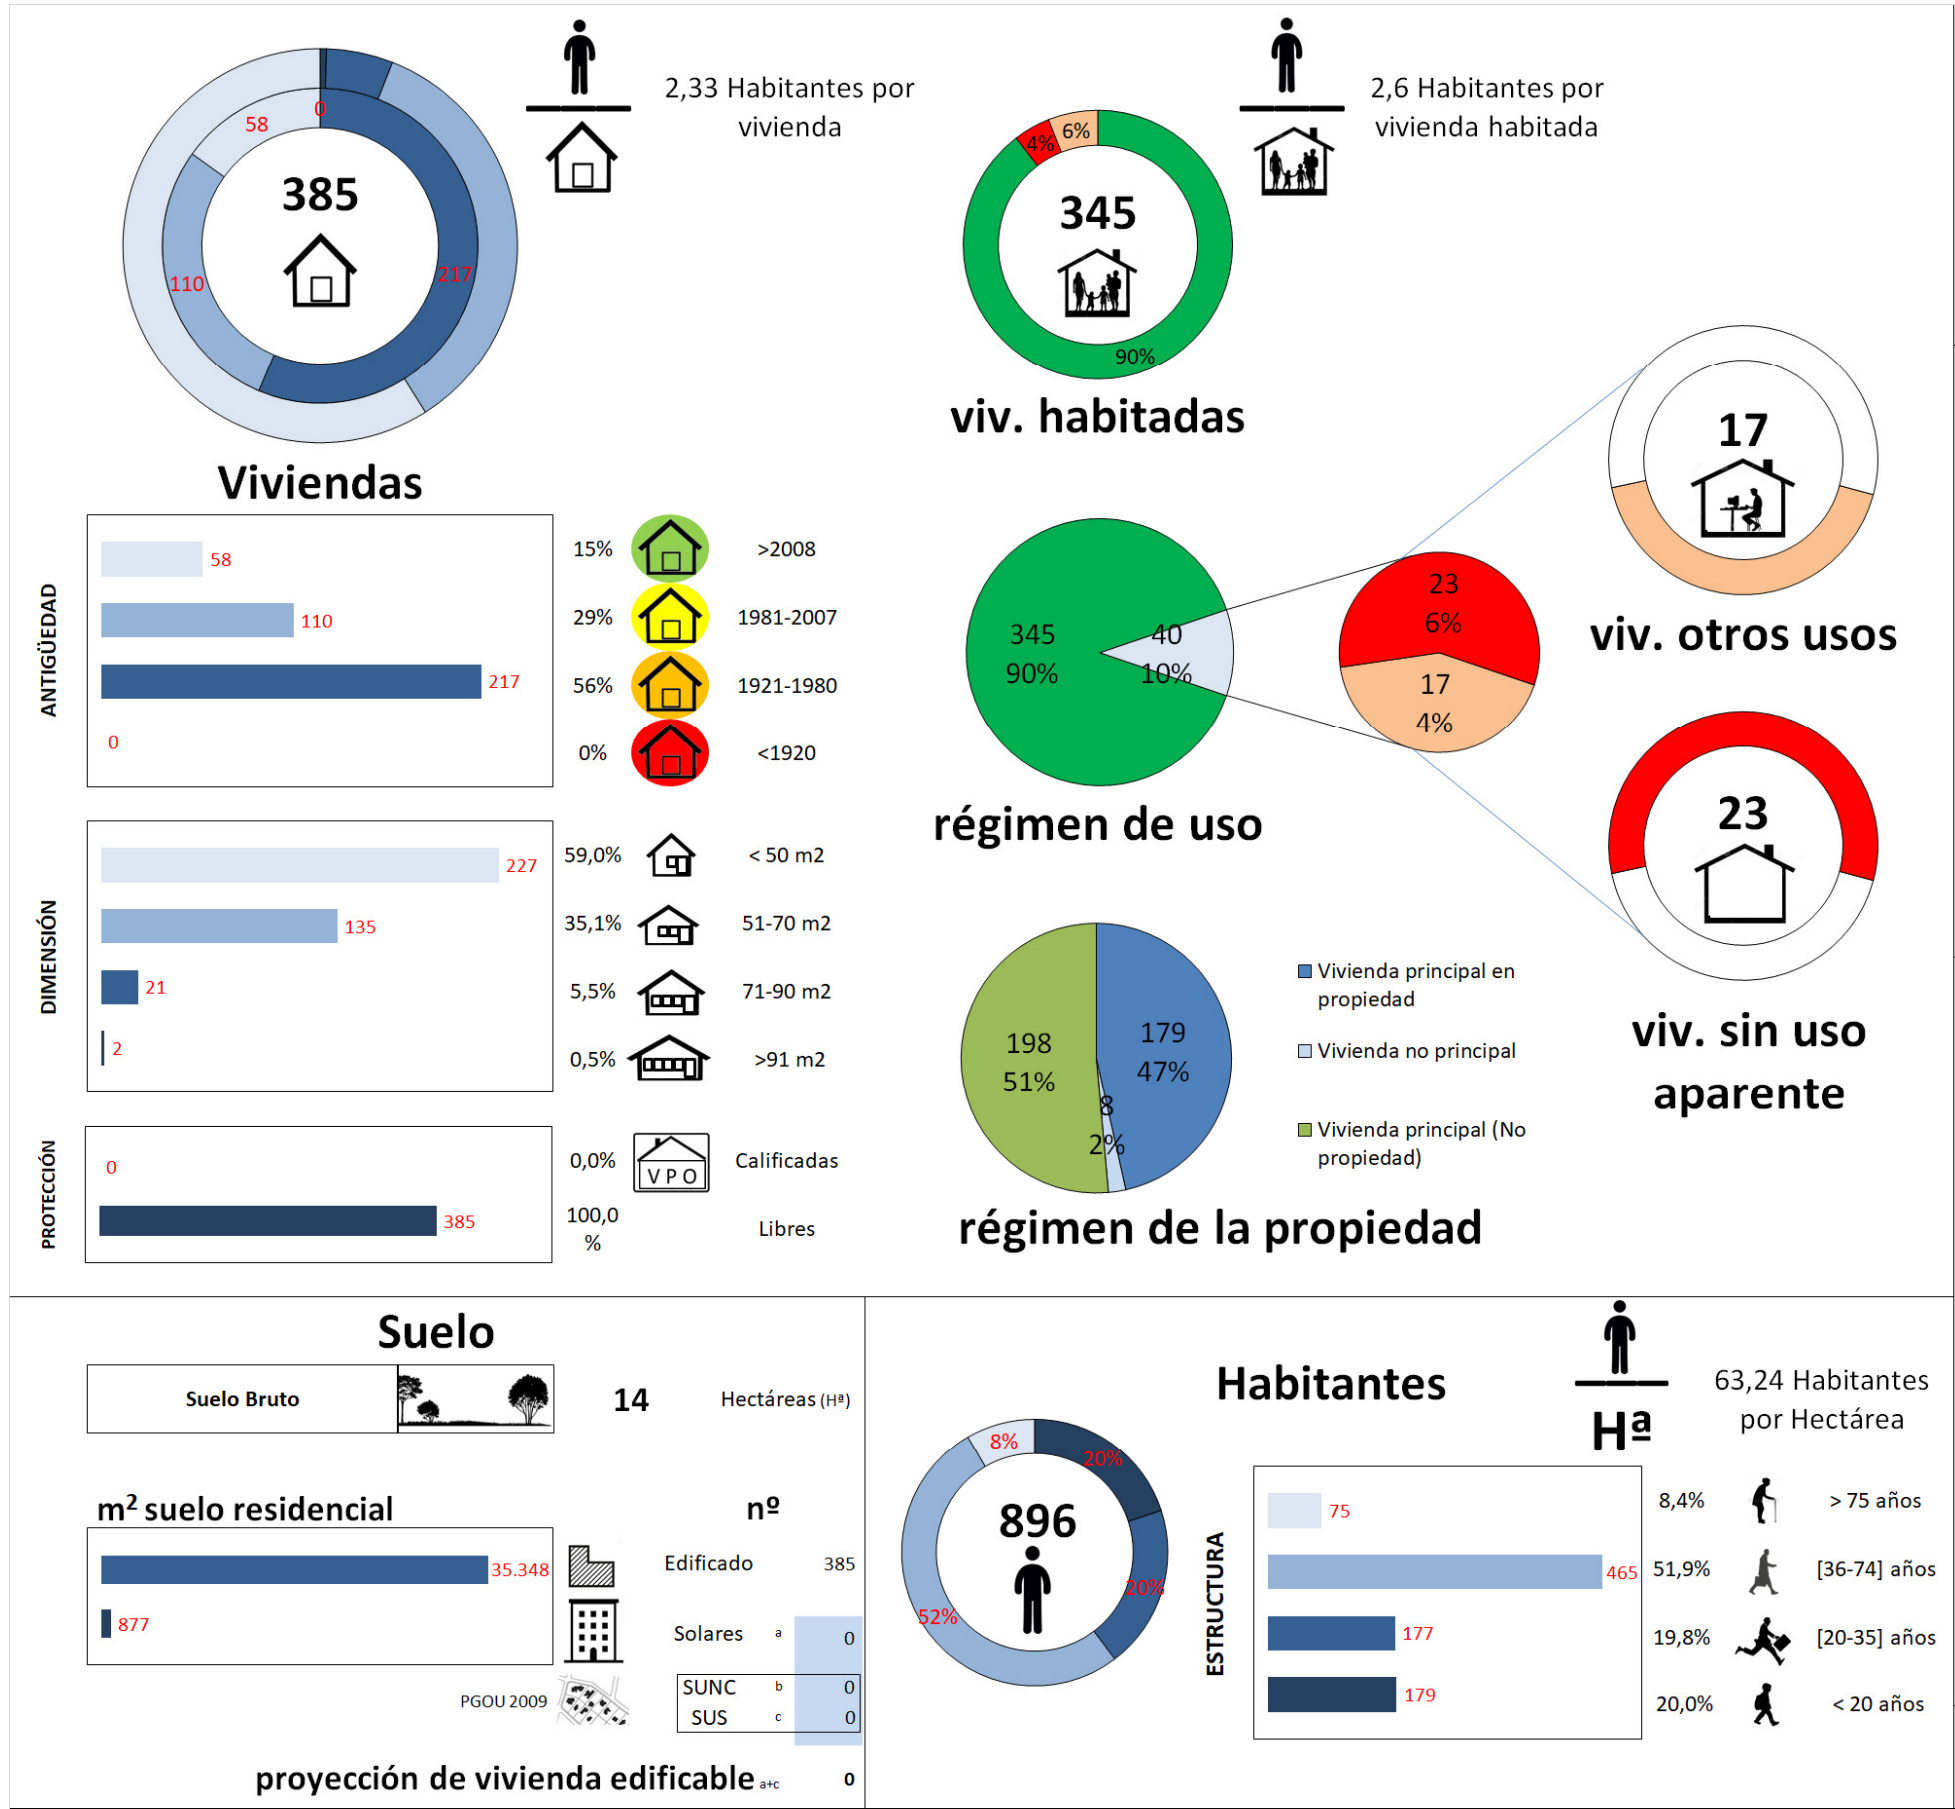 2,33 Habitantes por
vivienda
0
58
385
110
217
Viviendas
2,6 Habitantes por
vivienda habitada
4%
6%
345
90%
viv. habitadas
ANTIGÜEDAD
58
15%
>2008
110
29%
1981-2007
217
56%
1921-1980
0
0%
<1920
DIMENSIÓN
227
59,0%
< 50 m2
135
35,1%
51-70 m2
21
5,5%
71-90 m2
2
0,5%
>91 m2
PROTECCIÓN
0
0,0%
VPO
Calificadas
385
100,0
%
Libres
345
90%
40
10%
23
6%
17
4%
régimen de uso
17
viv. otros usos
23
viv. sin uso
aparente
198
51%
179
47%
8
2%
Vivienda principal en
propiedad
Vivienda no principal
Vivienda principal (No
propiedad)
régimen de la propiedad
Suelo
Suelo Bruto
14
Hectáreas (Hª)
m2 suelo residencial
nº
35.348
Edificado
385
877
Solares a
0
PGOU 2009
SUNC b
0
SUS c
0
proyección de vivienda edificable a+c
0
Habitantes
Hª
63,24 Habitantes
por Hectárea
8%
20%
896
20%
52%
ESTRUCTURA
75
8,4%
> 75 años
465
51,9%
[36-74] años
177
19,8%
[20-35] años
179
20,0%
< 20 años